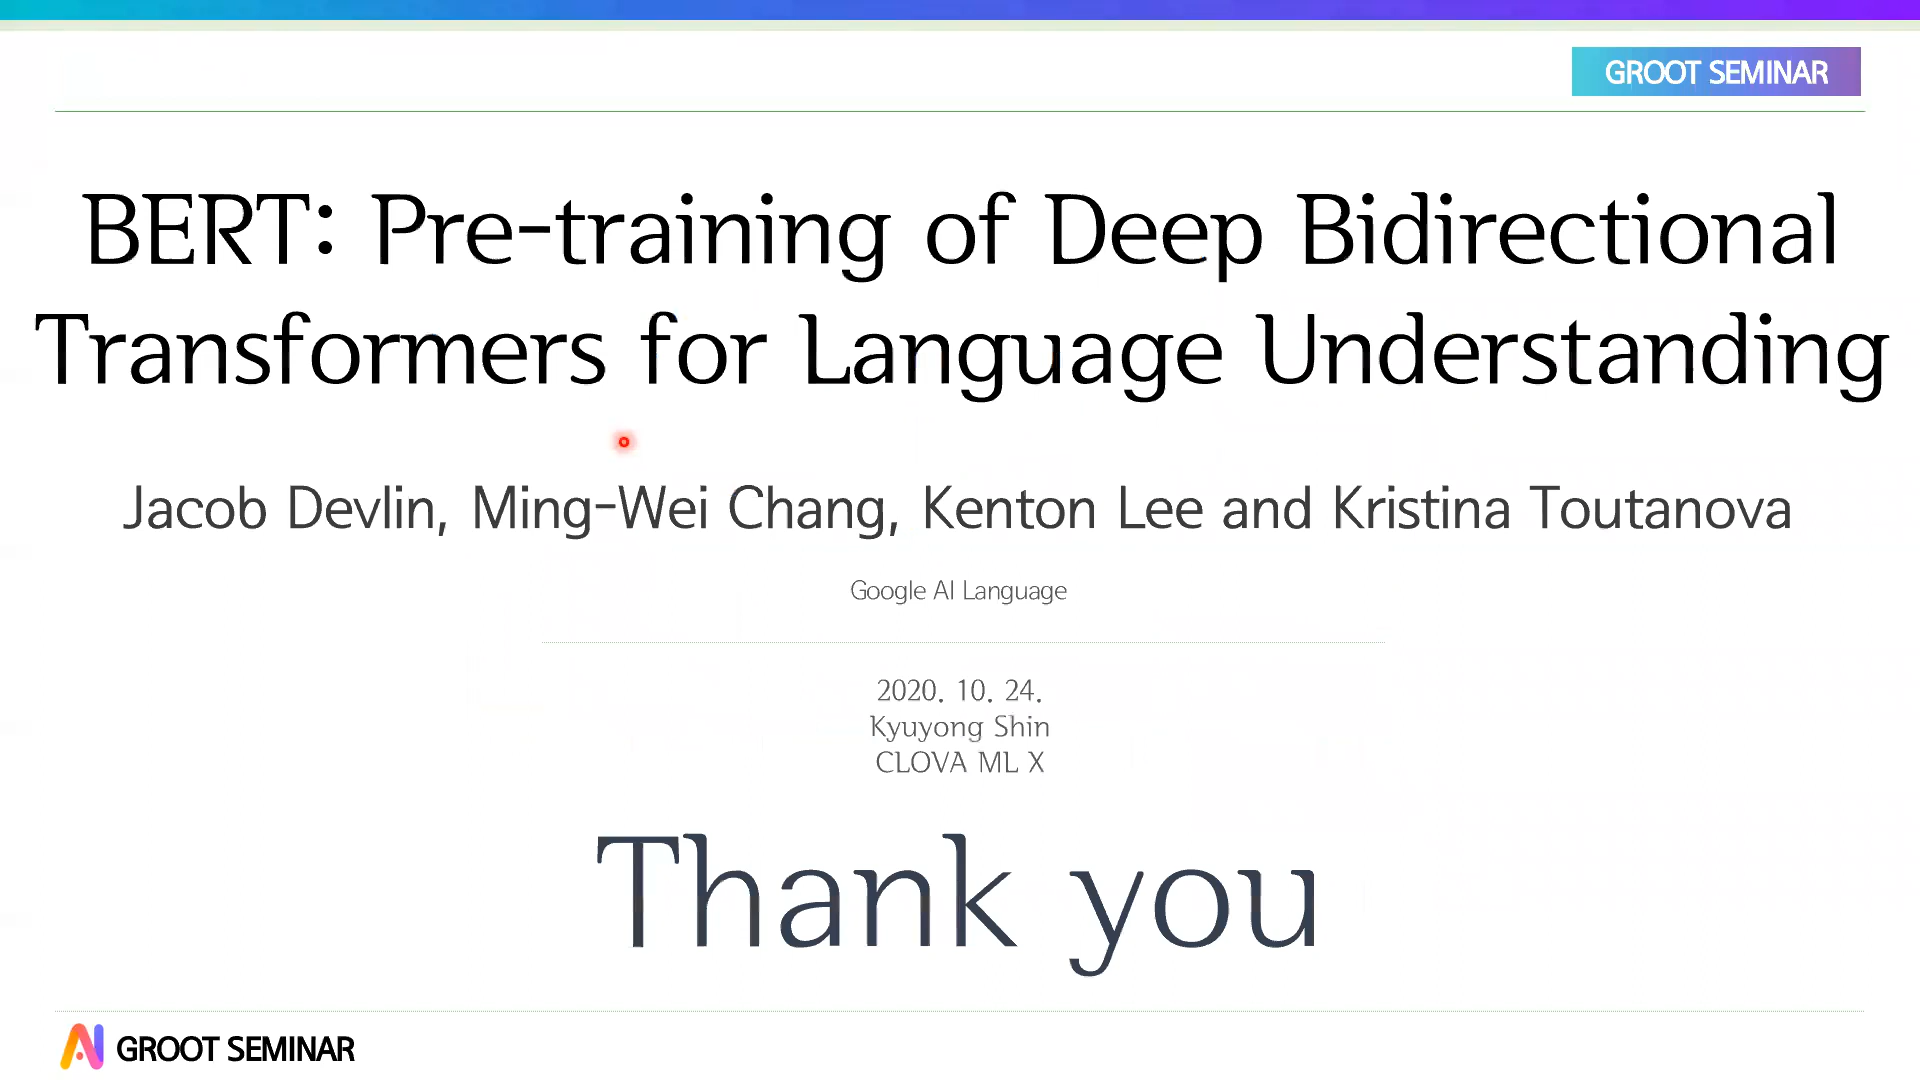 GROOT SEMINAR
BERT: Pre-training of Deep Bidirectional
Transformers for Language Understanding
Jacob Devlin, Ming-Wei Chang, Kenton Lee and Kristina Toutanova
Google AI Language
2020. 10. 24.
Kyuyong Shin
CLOVA ML X
Thank you
AI GROOT SEMINAR